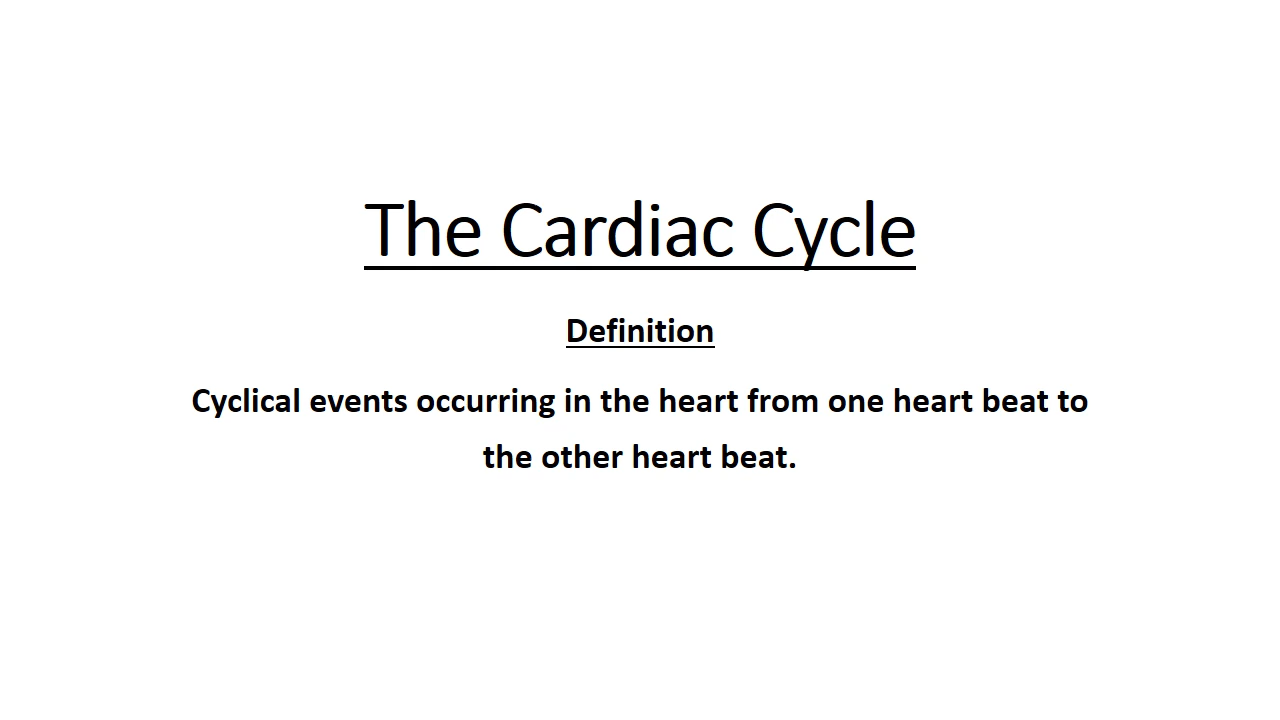 The Cardiac Cycle
Definition
Cyclical events occurring in the heart from one heart beat to
the other heart beat.